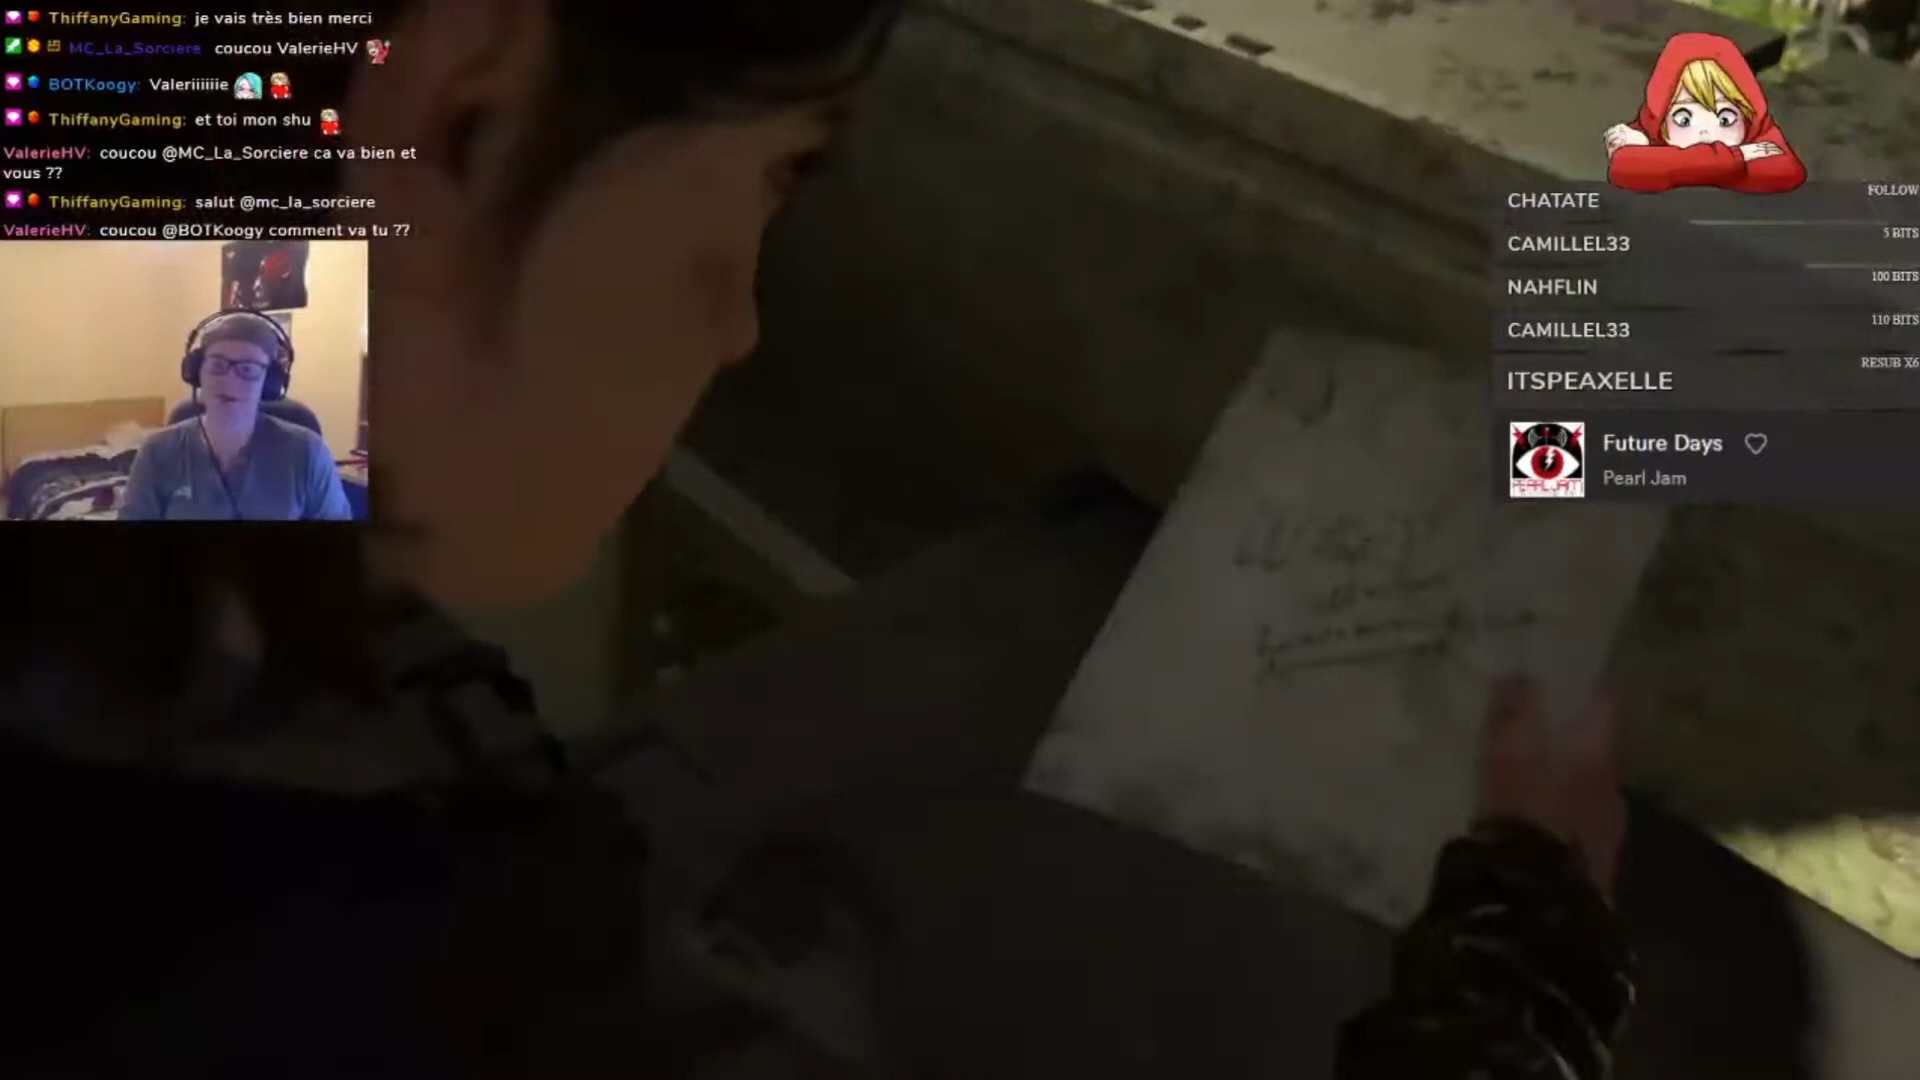 ThiffanyGaming: je vais très bien merci
MC_La_Sorciere coucou ValerieHV
BOTKoogy: Valeriiiiiie
ThiffanyGaming: et toi mon shu
ValerieHV: coucou @MC_La_Sorciere ca va bien et
vous ??
ThiffanyGaming: salut @mc_la_sorciere
ValerieHV: coucou @BOTKoogy comment va tu ??
CHATATE FOLLOW
CAMILLEL33 5 BITS
NAHFLIN 100 BITS
CAMILLEL33 110 BITS
ITSPEAXELLE RESUB X6
PEARL JAM
Future Days
Pearl Jam